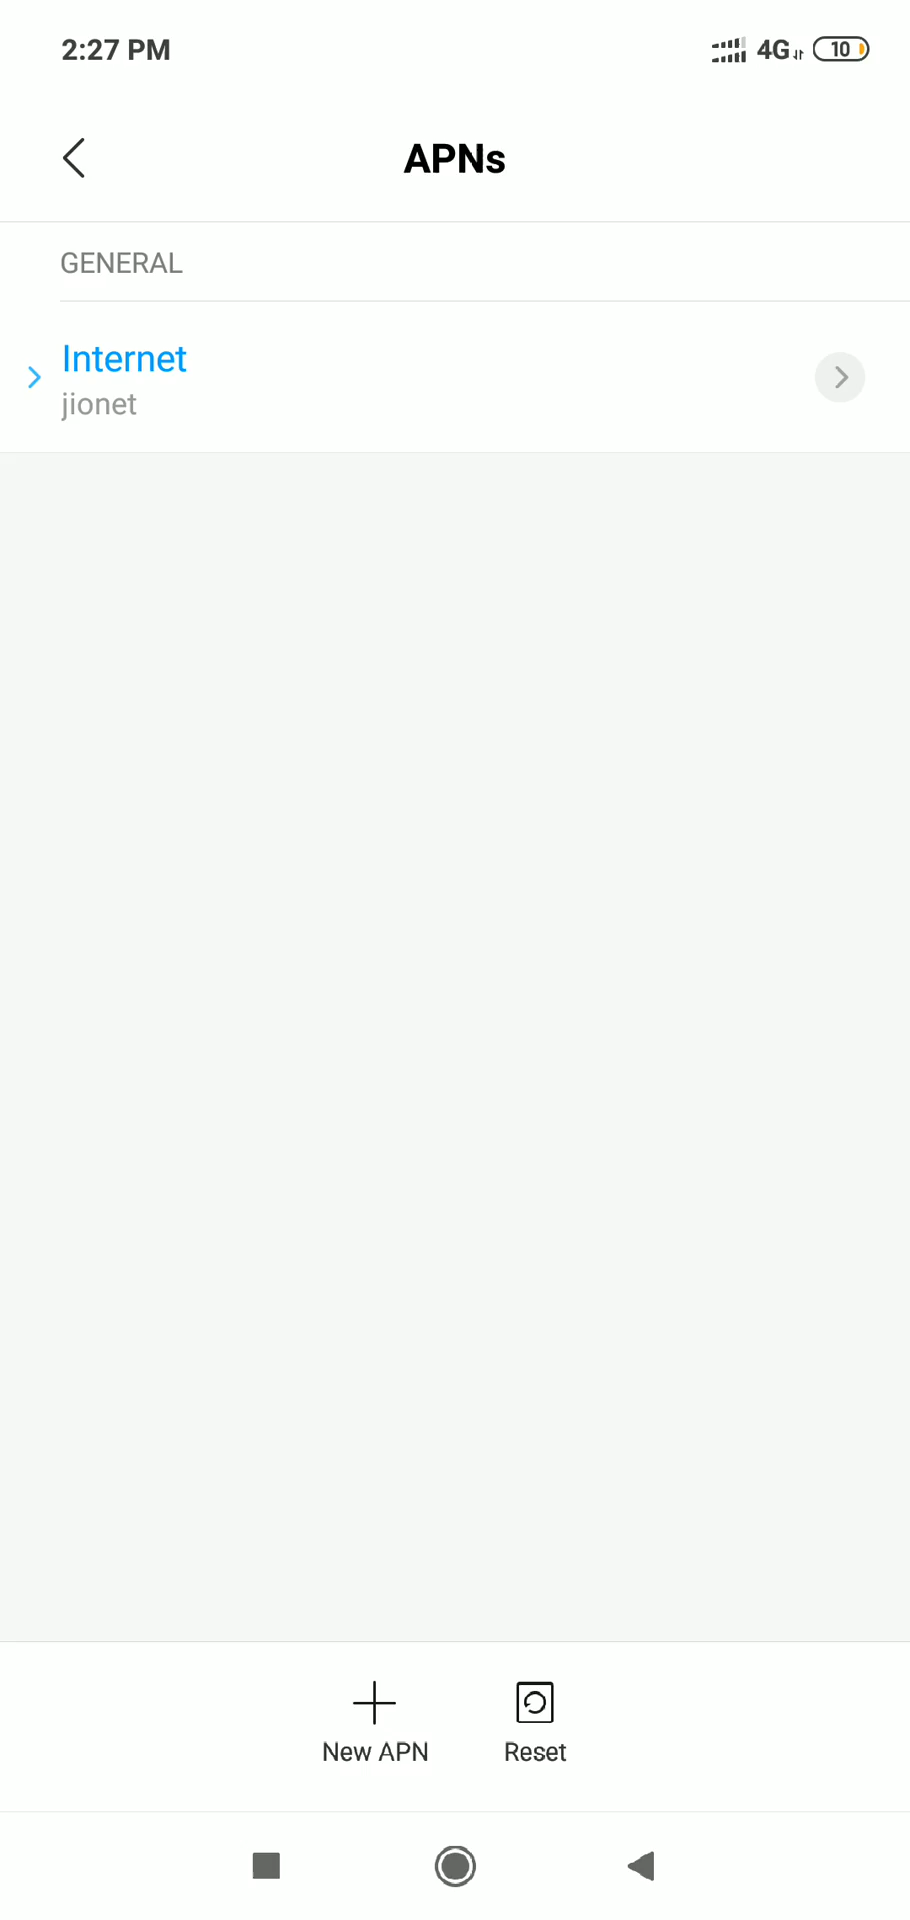 2:27 PM 4G 10
APNs
GENERAL
Internet
jionet
New APN Reset